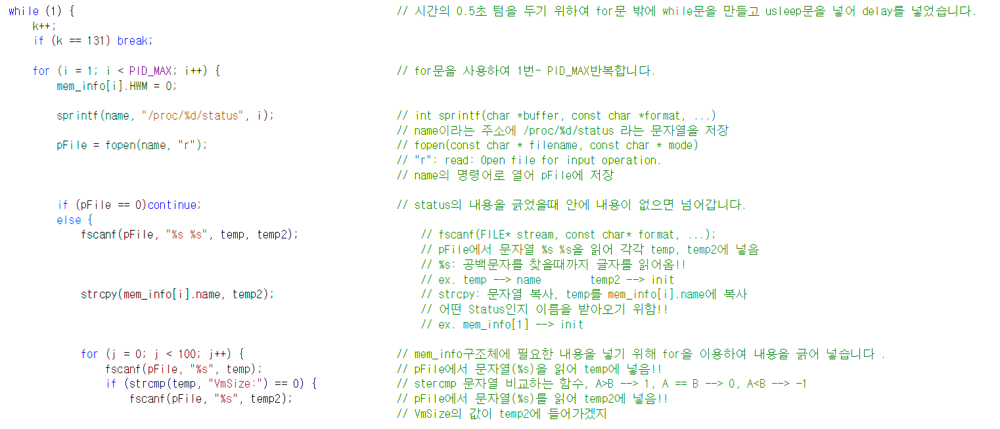 while (1) { // 시간의 0.5초 텀을 두기 위하여 for문 밖에 while문을 만들고 usleep문을 넣어 delay를 넣었습니다.
k++;
if (k == 131) break;
for (i = 1; i < PID_MAX; i++) { // for문을 사용하여 1번~ PID_MAX반복합니다.
mem_info[i].HWM = 0;
sprintf(name, "/proc/%d/status", i); // int sprintf(char *buffer, const char *format, ...)
// name이라는 주소에 /proc/%d/status 라는 문자열을 저장
pFile = fopen(name, "r"); // fopen(const char * filename, const char * mode)
// "r": read: Open file for input operation.
// name의 명령어로 열어 pFile에 저장
if (pFile == 0)continue; // status의 내용을 긁었을때 안에 내용이 없으면 넘어갑니다.
else {
fscanf(pFile, "%s %s", temp, temp2); // fscanf(FILE* stream, const char* format, ...);
// pFile에서 문자열 %s %s을 읽어 각각 temp, temp2에 넣음
// %s: 공백문자를 찾을때까지 글자를 읽어옴!!
// ex. temp --> name temp2 --> init
strcpy(mem_info[i].name, temp2); // strcpy: 문자열 복사, temp를 mem_info[i].name에 복사
// 어떤 Status인지 이름을 받아오기 위함!!
// ex. mem_info[1] --> init
for (j = 0; j < 100; j++) { // mem_info구조체에 필요한 내용을 넣기 위해 for을 이용하여 내용을 긁어 넣습니다 .
fscanf(pFile, "%s", temp); // pFile에서 문자열(%s)을 읽어 temp에 넣음!!
if (strcmp(temp, "VmSize:") == 0) { // stercmp 문자열 비교하는 함수, A>B --> 1, A == B --> 0, A<B --> -1
fscanf(pFile, "%s", temp2); // pFile에서 문자열(%s)를 읽어 temp2에 넣음!!
// VmSize의 값이 temp2에 들어가겠지